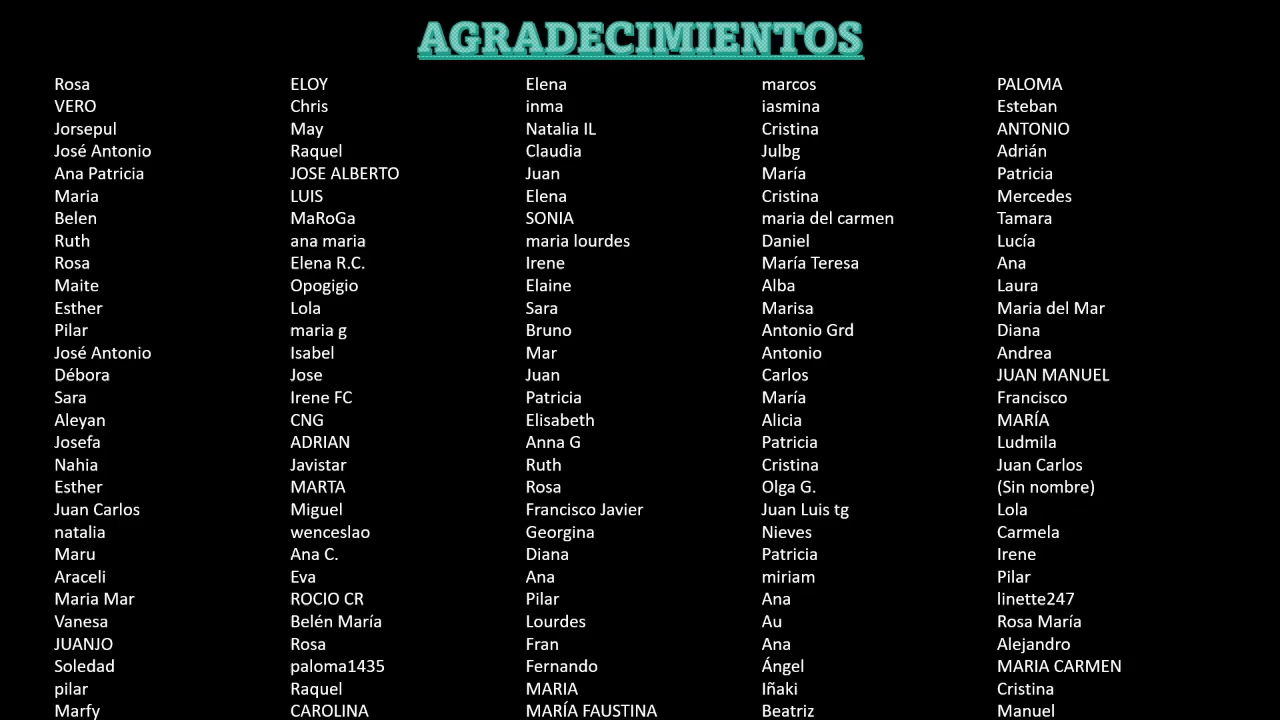 AGRADECIMIENTOS
Rosa ELOY Elena marcos PALOMA
VERO Chris inma iasmina Esteban
Jorsepul May Natalia IL Cristina ANTONIO
José Antonio Raquel Claudia Julbg Adrián
Ana Patricia JOSE ALBERTO Juan María Patricia
Maria LUIS Elena Cristina Mercedes
Belen MaRoGa SONIA maria del carmen Tamara
Ruth ana maria maria lourdes Daniel Lucía
Rosa Elena R.C. Irene María Teresa Ana
Maite Opogigio Elaine Alba Laura
Esther Lola Sara Marisa Maria del Mar
Pilar maria g Bruno Antonio Grd Diana
José Antonio Isabel Mar Antonio Andrea
Débora Jose Juan Carlos JUAN MANUEL
Sara Irene FC Patricia María Francisco
Aleyan CNG Elisabeth Alicia MARÍA
Josefa ADRIAN Anna G Patricia Ludmila
Nahia Javistar Ruth Cristina Juan Carlos
Esther MARTA Rosa Olga G. (Sin nombre)
Juan Carlos Miguel Francisco Javier Juan Luis tg Lola
natalia wenceslao Georgina Nieves Carmela
Maru Ana C. Diana Patricia Irene
Araceli Eva Ana miriam Pilar
Maria Mar ROCIO CR Pilar Ana linette247
Vanesa Belén María Lourdes Au Rosa María
JUANJO Rosa Fran Ana Alejandro
Soledad paloma1435 Fernando Ángel MARIA CARMEN
pilar Raquel MARIA Iñaki Cristina
Marfy CAROLINA MARÍA FAUSTINA Beatriz Manuel